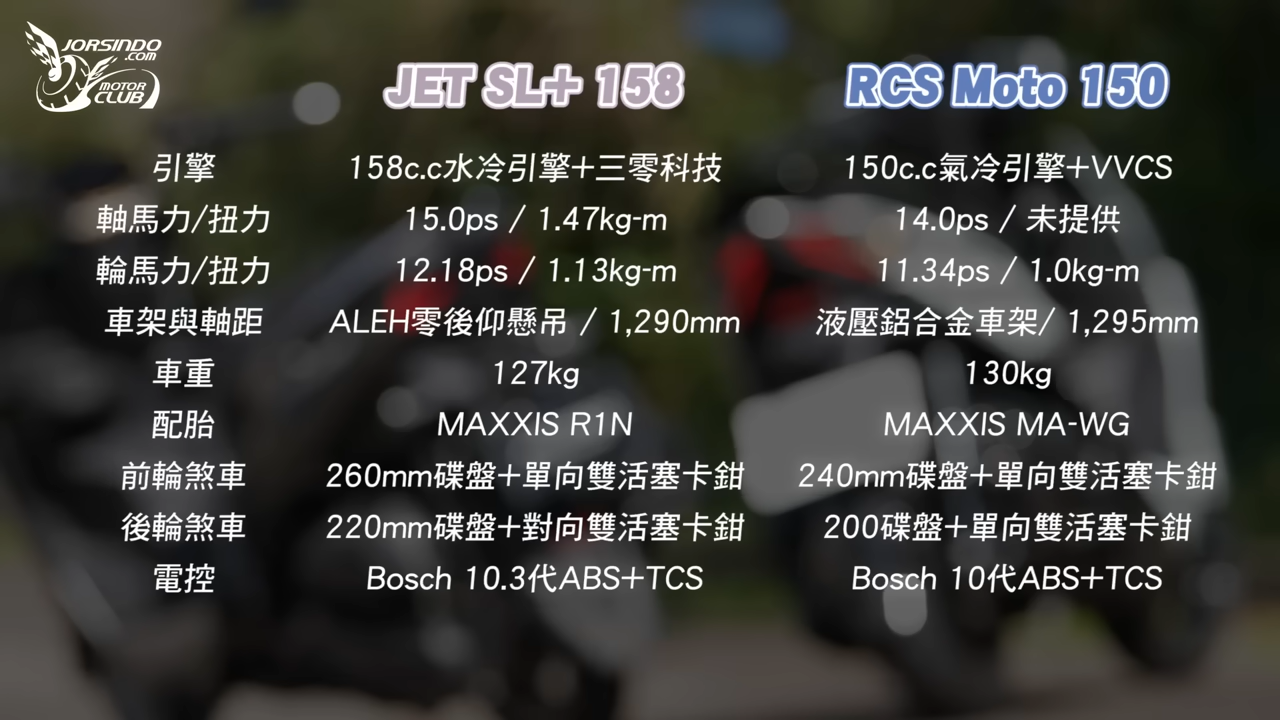 JORSINDO
.COM
MOTOR
CLUB
JET SL+ 158 RCS Moto 150
引擎 158c.c水冷引擎+三零科技 150c.c氣冷引擎+VVCS
軸馬力/扭力 15.0ps / 1.47kg-m 14.0ps / 未提供
輪馬力/扭力 12.18ps / 1.13kg-m 11.34ps / 1.0kg-m
車架與軸距 ALEH零後仰懸吊 / 1,290mm 液壓鋁合金車架/ 1,295mm
車重 127kg 130kg
配胎 MAXXIS R1N MAXXIS MA-WG
前輪煞車 260mm碟盤+單向雙活塞卡鉗 240mm碟盤+單向雙活塞卡鉗
後輪煞車 220mm碟盤+對向雙活塞卡鉗 200碟盤+單向雙活塞卡鉗
電控 Bosch 10.3代ABS+TCS Bosch 10代ABS+TCS